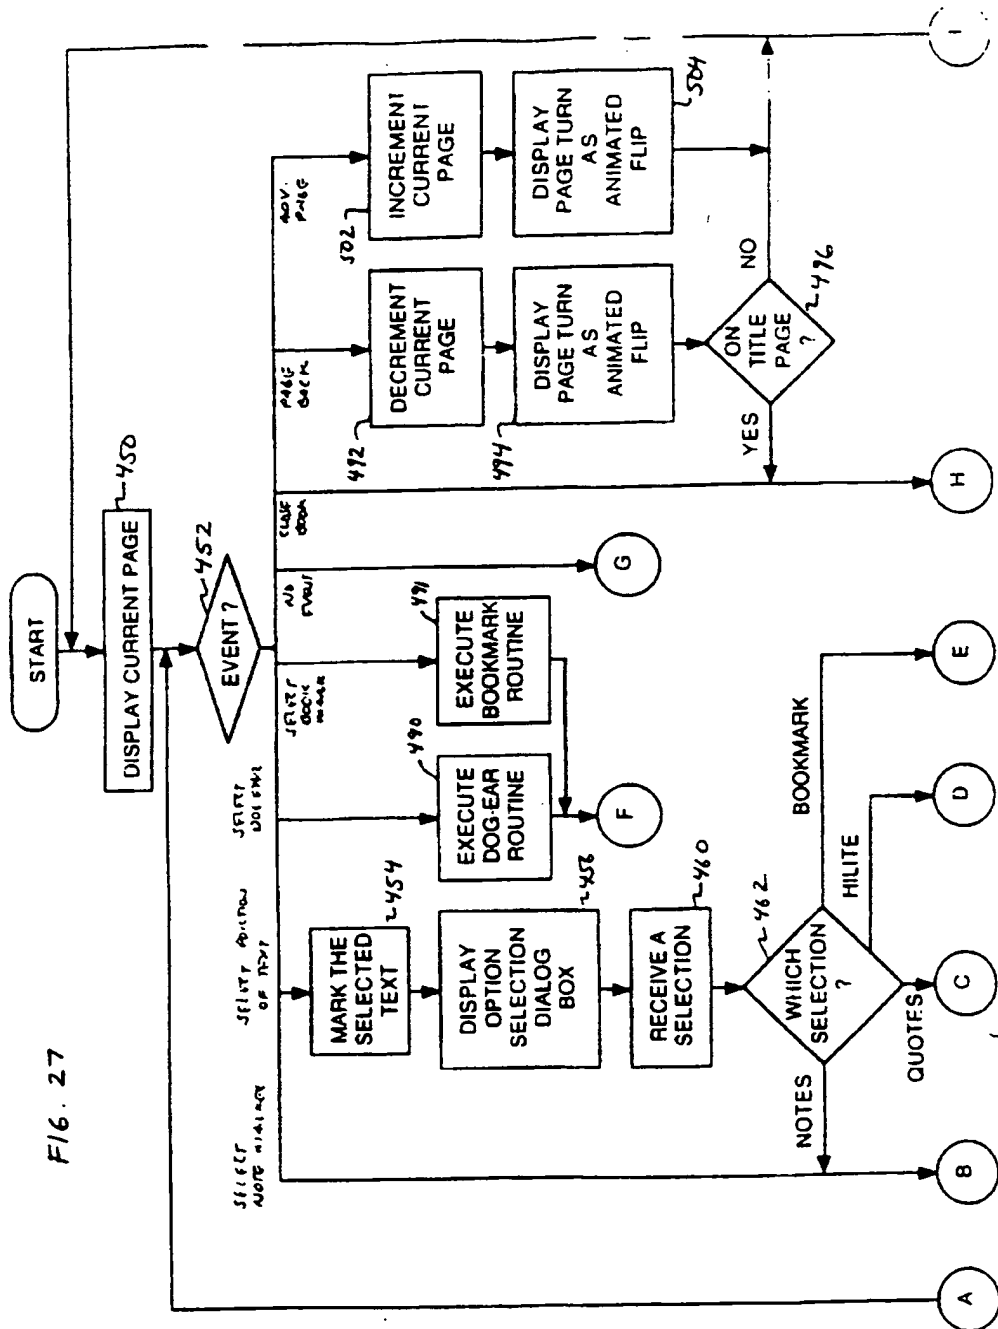 FIG. 27
START
DISPLAY CURRENT PAGE
450
EVENT ?
452
SELECT
NOTE MARKER
SELECT PORTION
OF TEXT
SELECT
DOG EAR
SELECT
BOOK
MARK
NO
EVENT
CLOSE
BOOK
PAGE
BACK
ADV.
PAGE
MARK THE
SELECTED
TEXT
454
DISPLAY
OPTION
SELECTION
DIALOG
BOX
RECEIVE A
SELECTION
460
WHICH
SELECTION
?
462
NOTES
QUOTES
HILITE
BOOKMARK
EXECUTE
DOG-EAR
ROUTINE
490
EXECUTE
BOOKMARK
ROUTINE
491
DECREMENT
CURRENT
PAGE
492
DISPLAY
PAGE TURN
AS
ANIMATED
FLIP
494
ON
TITLE
PAGE
?
496
YES
NO
INCREMENT
CURRENT
PAGE
502
DISPLAY
PAGE TURN
AS
ANIMATED
FLIP
504
A
B
C
D
E
F
G
H
I